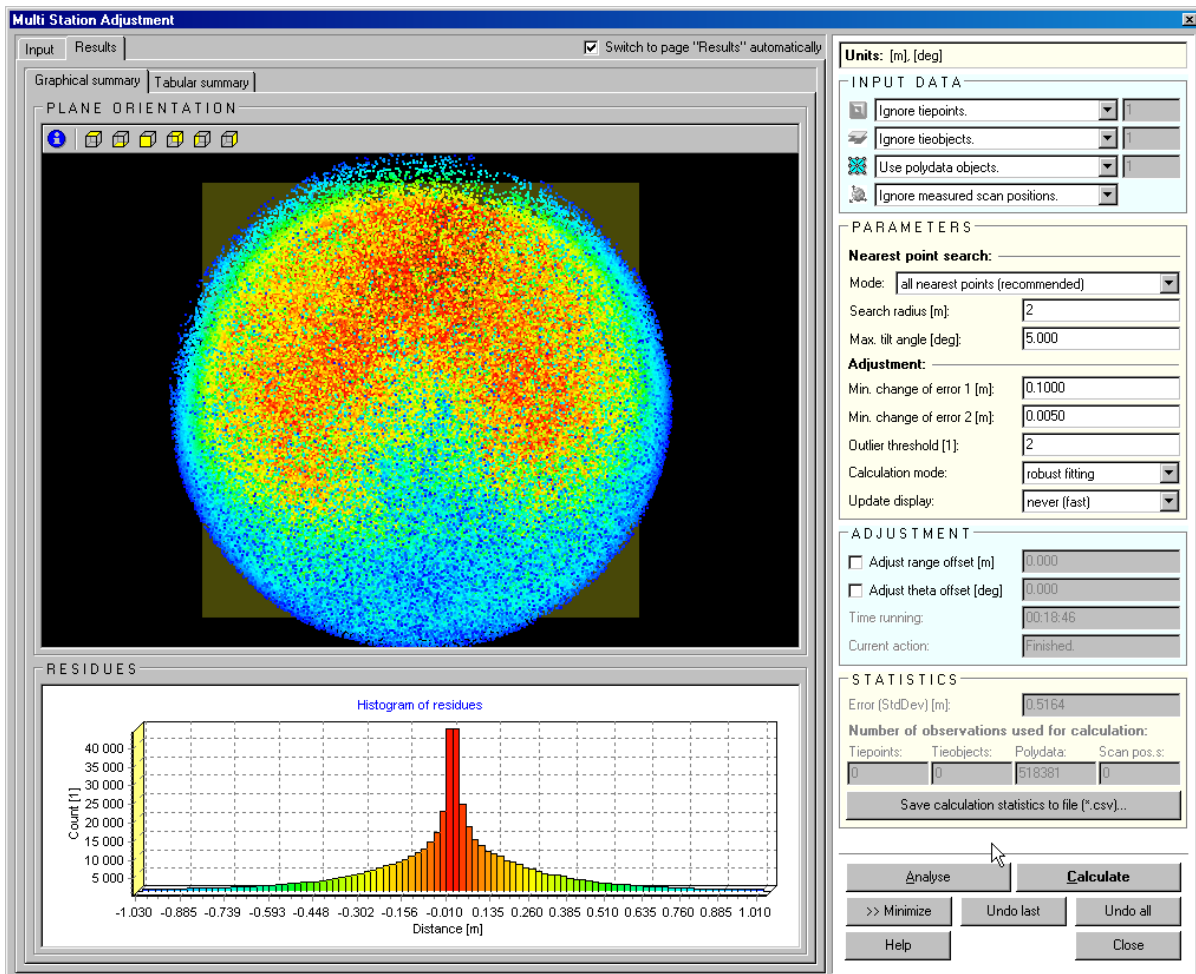 Multi Station Adjustment
Input
Results
Switch to page "Results" automatically
Graphical summary
Tabular summary
PLANE ORIENTATION
RESIDUES
Histogram of residues
Count [1]
40 000
35 000
30 000
25 000
20 000
15 000
10 000
5 000
-1.030 -0.885 -0.739 -0.593 -0.448 -0.302 -0.156 -0.010 0.135 0.260 0.385 0.510 0.635 0.760 0.885 1.010
Distance [m]
Units: [m], [deg]
INPUT DATA
Ignore tiepoints. 1
Ignore tieobjects. 1
Use polydata objects. 1
Ignore measured scan positions.
PARAMETERS
Nearest point search:
Mode: all nearest points (recommended)
Search radius [m]: 2
Max. tilt angle [deg]: 5.000
Adjustment:
Min. change of error 1 [m]: 0.1000
Min. change of error 2 [m]: 0.0050
Outlier threshold [1]: 2
Calculation mode: robust fitting
Update display: never (fast)
ADJUSTMENT
Adjust range offset [m] 0.000
Adjust theta offset [deg] 0.000
Time running: 00:18:46
Current action: Finished.
STATISTICS
Error (StdDev) [m]: 0.5164
Number of observations used for calculation:
Tiepoints: Tieobjects: Polydata: Scan pos.s:
0 0 518381 0
Save calculation statistics to file (*.csv)...
Analyse Calculate
>> Minimize Undo last Undo all
Help Close